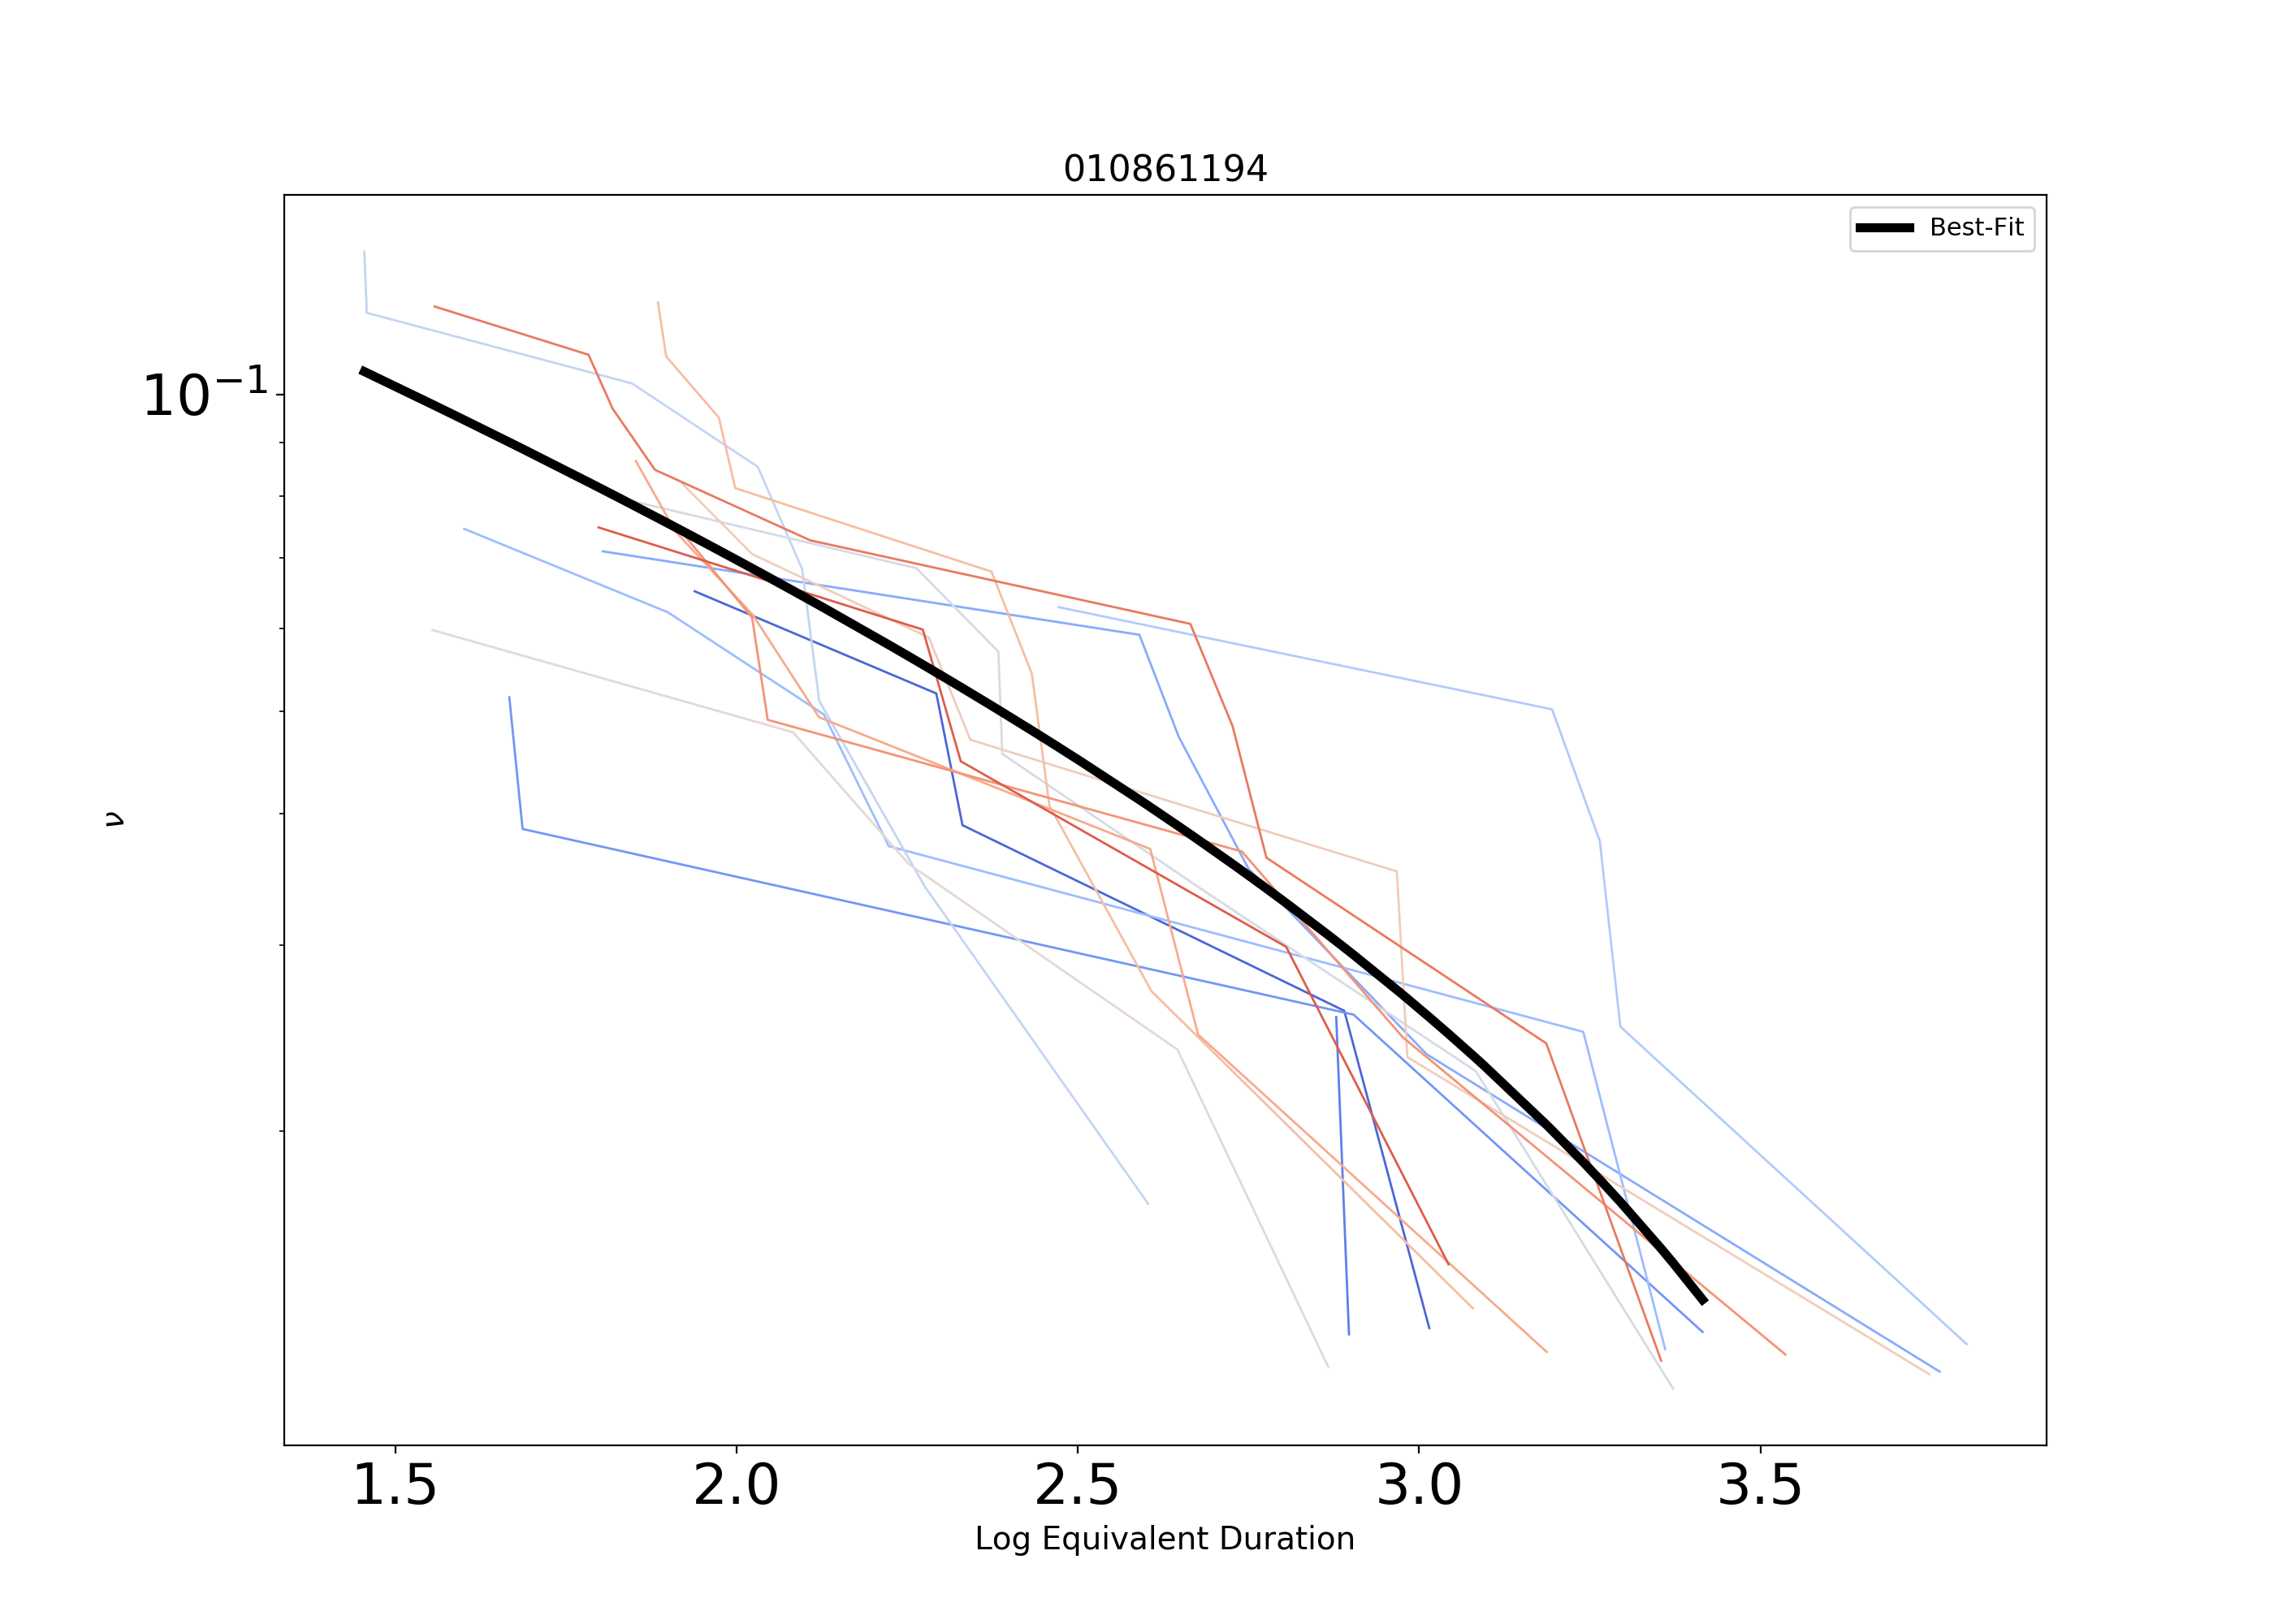 010861194
Best-Fit
10⁻¹
ν
1.5 2.0 2.5 3.0 3.5
Log Equivalent Duration